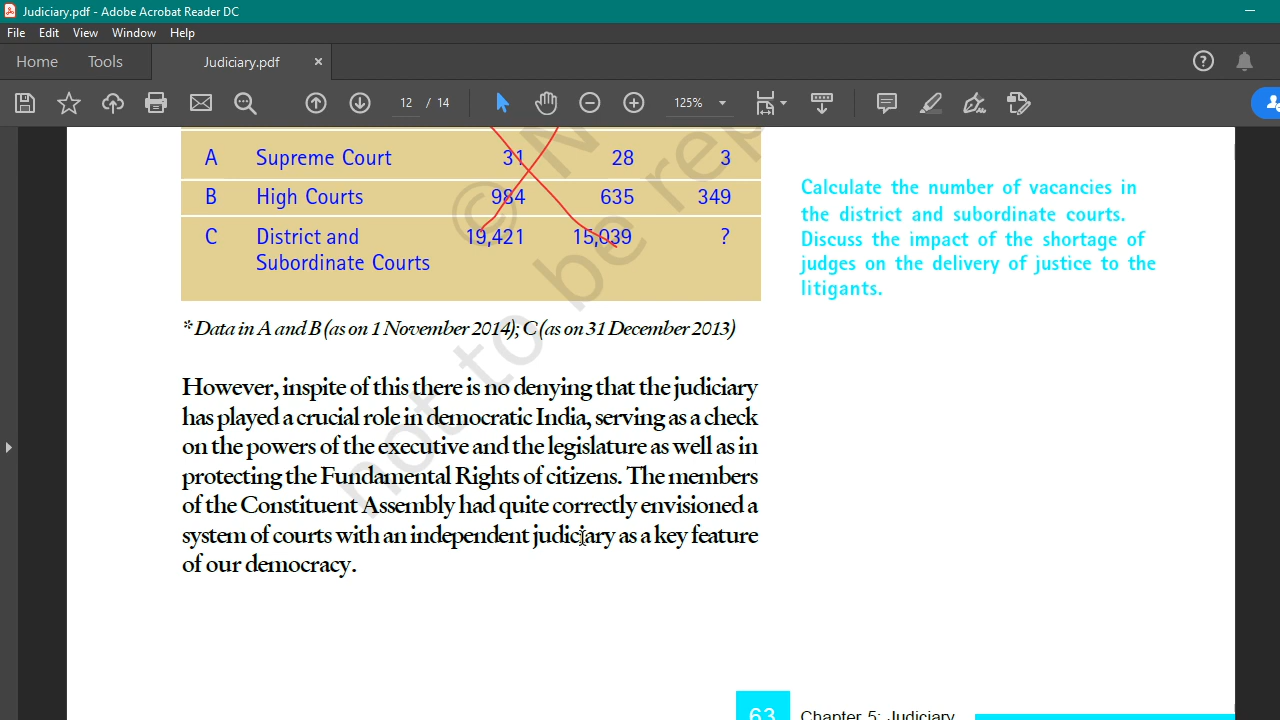 Judiciary.pdf - Adobe Acrobat Reader DC
File Edit View Window Help
Home Tools Judiciary.pdf ×
12 / 14 125%
A Supreme Court 31 28 3
B High Courts 984 635 349
C District and 19,421 15,039 ?
Subordinate Courts
Calculate the number of vacancies in
the district and subordinate courts.
Discuss the impact of the shortage of
judges on the delivery of justice to the
litigants.
* Data in A and B (as on 1 November 2014); C (as on 31 December 2013)
However, inspite of this there is no denying that the judiciary
has played a crucial role in democratic India, serving as a check
on the powers of the executive and the legislature as well as in
protecting the Fundamental Rights of citizens. The members
of the Constituent Assembly had quite correctly envisioned a
system of courts with an independent judiciary as a key feature
of our democracy.
© N
not to be rep
63 Chapter 5: Judiciary